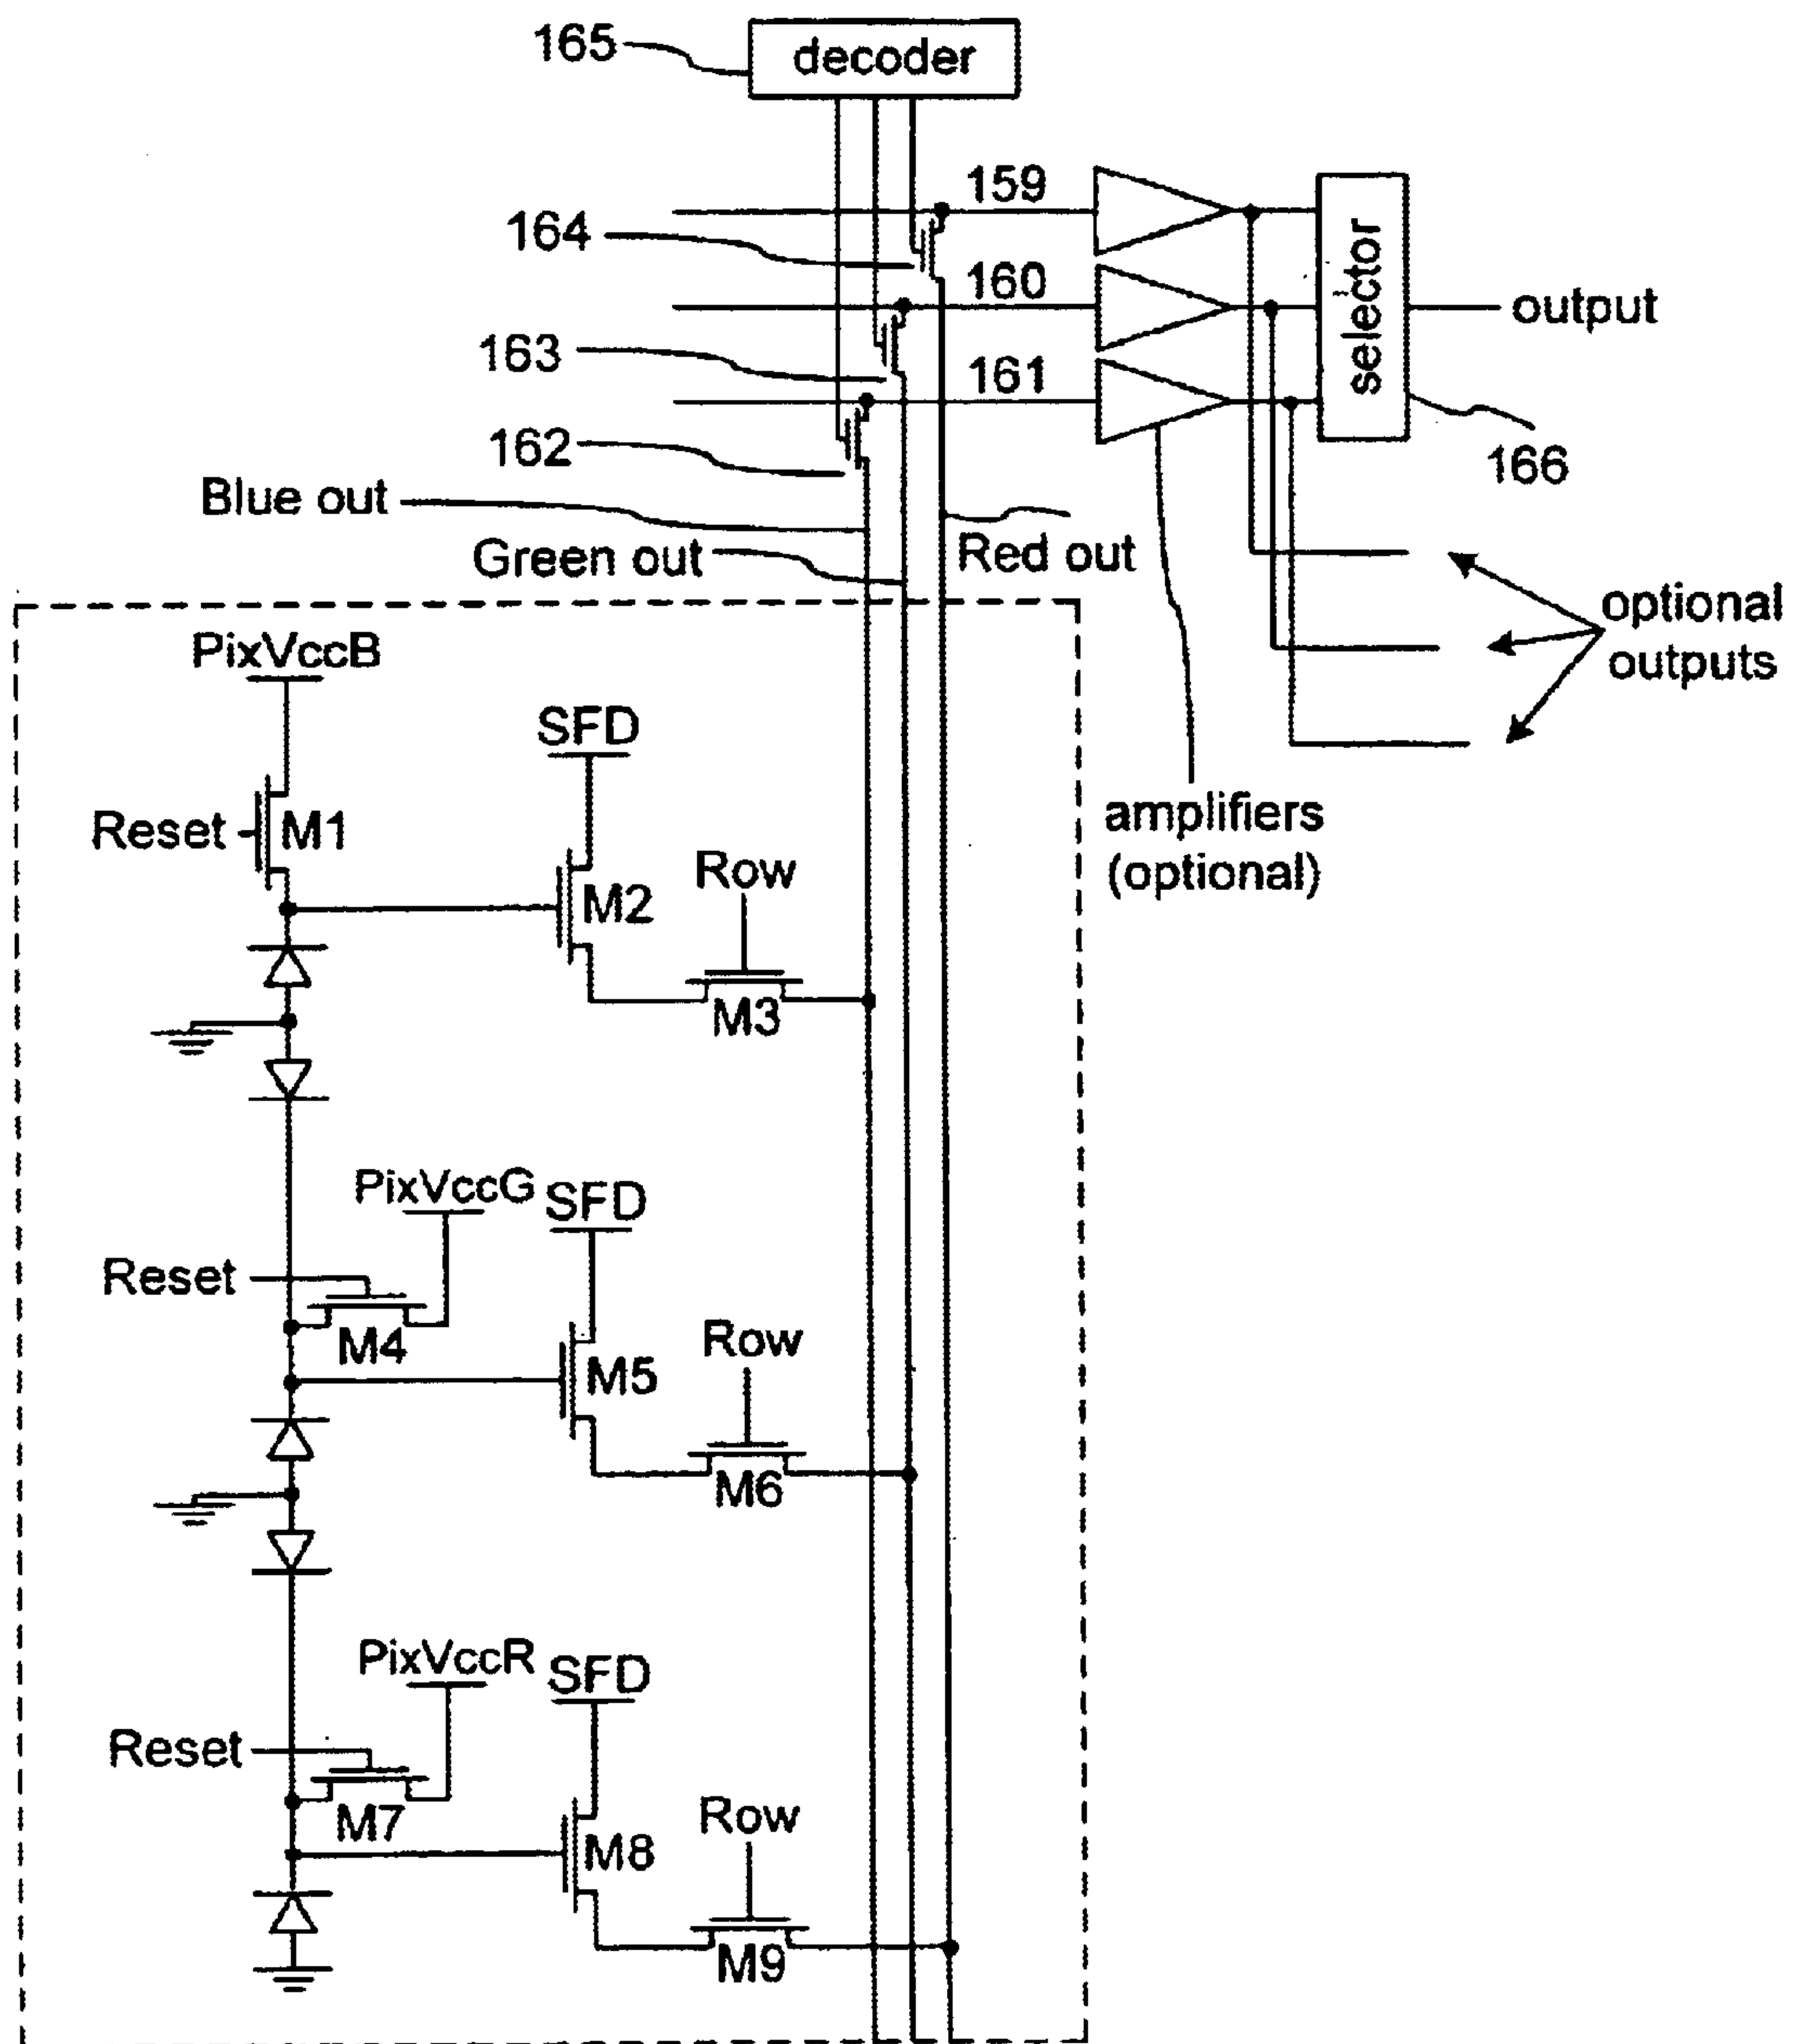 165
decoder
159
164
160
selector
output
163
161
162
166
Blue out
Green out
Red out
optional
outputs
PixVccB
SFD
amplifiers
(optional)
Reset
M1
Row
M2
M3
PixVccG
SFD
Reset
M4
Row
M5
M6
PixVccR
SFD
Reset
M7
Row
M8
M9